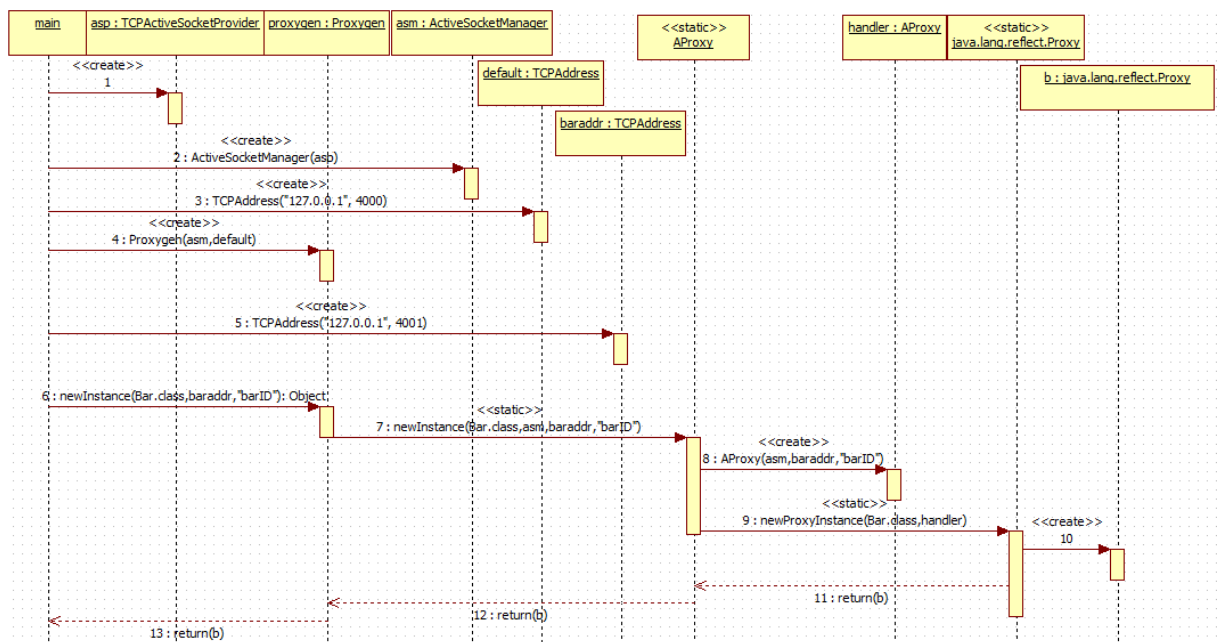 main
asp : TCPActiveSocketProvider
proxygen : Proxygen
asm : ActiveSocketManager
<<static>>
AProxy
handler : AProxy
<<static>>
java.lang.reflect.Proxy
default : TCPAddress
b : java.lang.reflect.Proxy
baraddr : TCPAddress
<<create>>
1
<<create>>
2 : ActiveSocketManager(asp)
<<create>>
3 : TCPAddress("127.0.0.1", 4000)
<<create>>
4 : Proxygen(asm,default)
<<create>>
5 : TCPAddress("127.0.0.1", 4001)
6 : newInstance(Bar.class,baraddr,"barID"): Object
<<static>>
7 : newInstance(Bar.class,asm,baraddr,"barID")
<<create>>
8 : AProxy(asm,baraddr,"barID")
<<static>>
9 : newProxyInstance(Bar.class,handler)
<<create>>
10
11 : return(b)
12 : return(b)
13 : return(b)